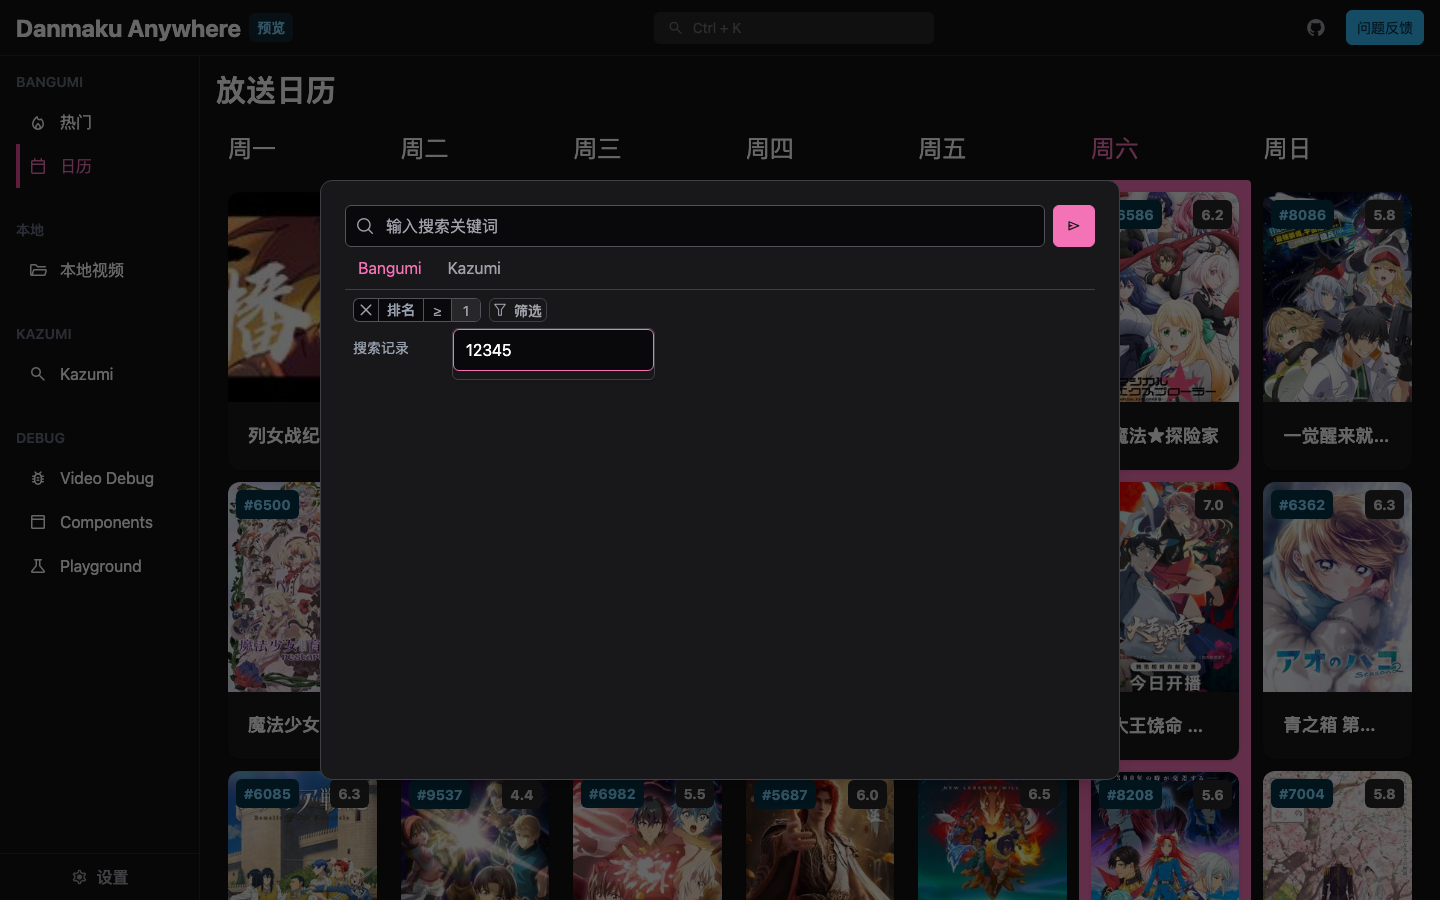 Danmaku Anywhere 预览
Ctrl + K
问题反馈
BANGUMI
热门
日历
本地
本地视频
KAZUMI
Kazumi
DEBUG
Video Debug
Components
Playground
设置
放送日历
周一 周二 周三 周四 周五 周六 周日
输入搜索关键词
Bangumi Kazumi
排名 ≥ 1 筛选
搜索记录
12345
6586 6.2
#8086 5.8
列女战纪
魔法★探险家
一觉醒来就...
#6500
7.0
#6362 6.3
今日开播
アオのハコ
魔法少女
大王饶命 ...
青之箱 第...
#6085 6.3
#9537 4.4
#6982 5.5
#5687 6.0
6.5
#8208 5.6
#7004 5.8